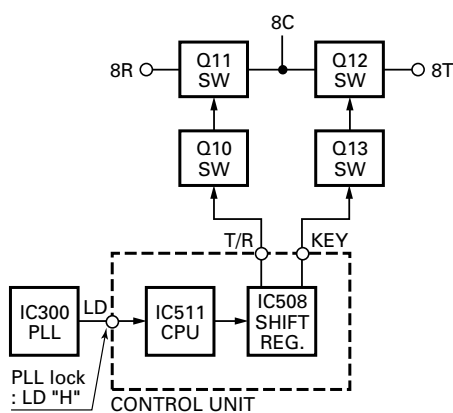 8C
8R
Q11
SW
Q12
SW
8T
Q10
SW
Q13
SW
T/R
KEY
IC300
PLL
LD
IC511
CPU
IC508
SHIFT
REG.
PLL lock
: LD "H"
CONTROL UNIT